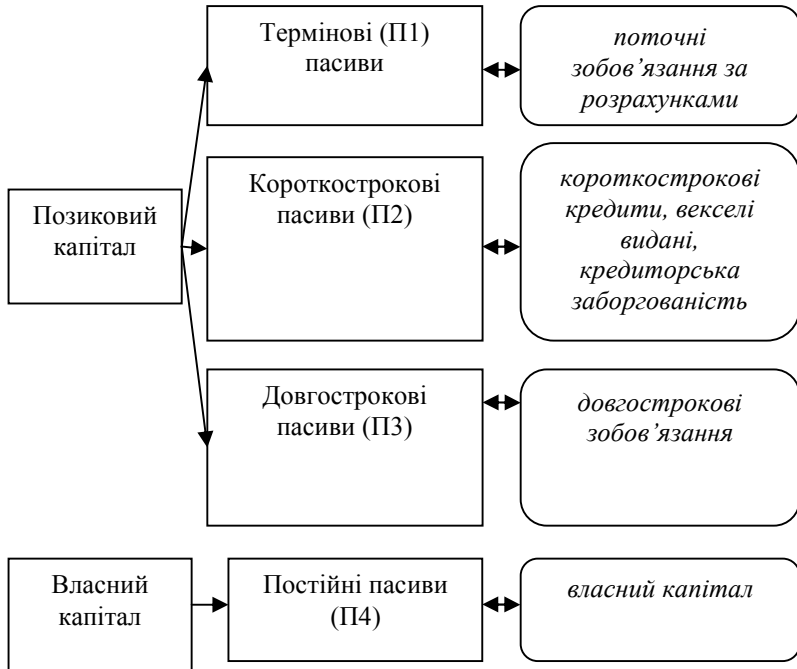 Термінові (П1)
пасиви
поточні
зобов’язання за
розрахунками
Позиковий
капітал
Короткострокові
пасиви (П2)
короткострокові
кредити, векселі
видані,
кредиторська
заборгованість
Довгострокові
пасиви (П3)
довгострокові
зобов’язання
Власний
капітал
Постійні пасиви
(П4)
власний капітал